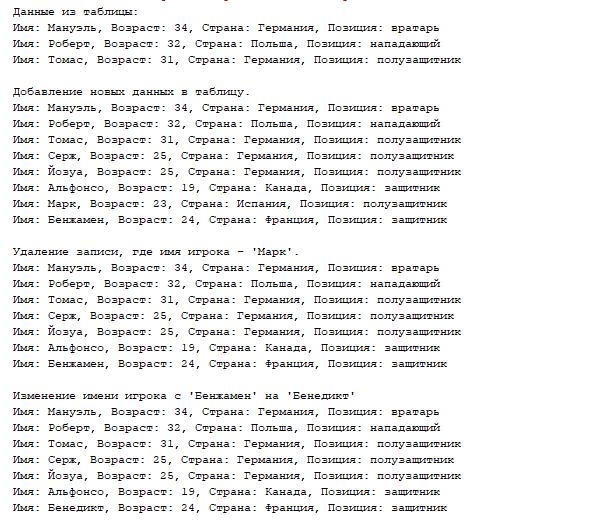 Данные из таблицы:
Имя: Мануэль, Возраст: 34, Страна: Германия, Позиция: вратарь
Имя: Роберт, Возраст: 32, Страна: Польша, Позиция: нападающий
Имя: Томас, Возраст: 31, Страна: Германия, Позиция: полузащитник
Добавление новых данных в таблицу.
Имя: Мануэль, Возраст: 34, Страна: Германия, Позиция: вратарь
Имя: Роберт, Возраст: 32, Страна: Польша, Позиция: нападающий
Имя: Томас, Возраст: 31, Страна: Германия, Позиция: полузащитник
Имя: Серж, Возраст: 25, Страна: Германия, Позиция: полузащитник
Имя: Йозуа, Возраст: 25, Страна: Германия, Позиция: полузащитник
Имя: Альфонсо, Возраст: 19, Страна: Канада, Позиция: защитник
Имя: Марк, Возраст: 23, Страна: Испания, Позиция: полузащитник
Имя: Бенжамен, Возраст: 24, Страна: Франция, Позиция: защитник
Удаление записи, где имя игрока – 'Марк'.
Имя: Мануэль, Возраст: 34, Страна: Германия, Позиция: вратарь
Имя: Роберт, Возраст: 32, Страна: Польша, Позиция: нападающий
Имя: Томас, Возраст: 31, Страна: Германия, Позиция: полузащитник
Имя: Серж, Возраст: 25, Страна: Германия, Позиция: полузащитник
Имя: Йозуа, Возраст: 25, Страна: Германия, Позиция: полузащитник
Имя: Альфонсо, Возраст: 19, Страна: Канада, Позиция: защитник
Имя: Бенжамен, Возраст: 24, Страна: Франция, Позиция: защитник
Изменение имени игрока с 'Бенжамен' на 'Бенедикт'
Имя: Мануэль, Возраст: 34, Страна: Германия, Позиция: вратарь
Имя: Роберт, Возраст: 32, Страна: Польша, Позиция: нападающий
Имя: Томас, Возраст: 31, Страна: Германия, Позиция: полузащитник
Имя: Серж, Возраст: 25, Страна: Германия, Позиция: полузащитник
Имя: Йозуа, Возраст: 25, Страна: Германия, Позиция: полузащитник
Имя: Альфонсо, Возраст: 19, Страна: Канада, Позиция: защитник
Имя: Бенедикт, Возраст: 24, Страна: Франция, Позиция: защитник